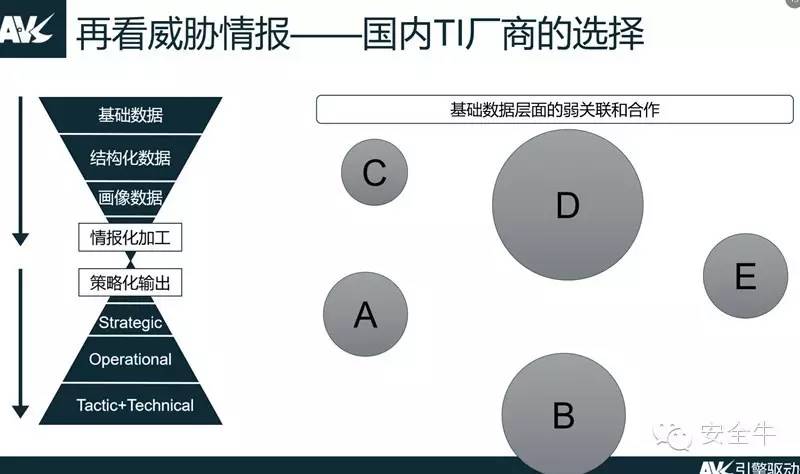 AVL
再看威胁情报——国内TI厂商的选择
基础数据
结构化数据
画像数据
情报化加工
策略化输出
Strategic
Operational
Tactic+Technical
基础数据层面的弱关联和合作
C
D
E
A
B
安全牛
AVL 引擎驱动